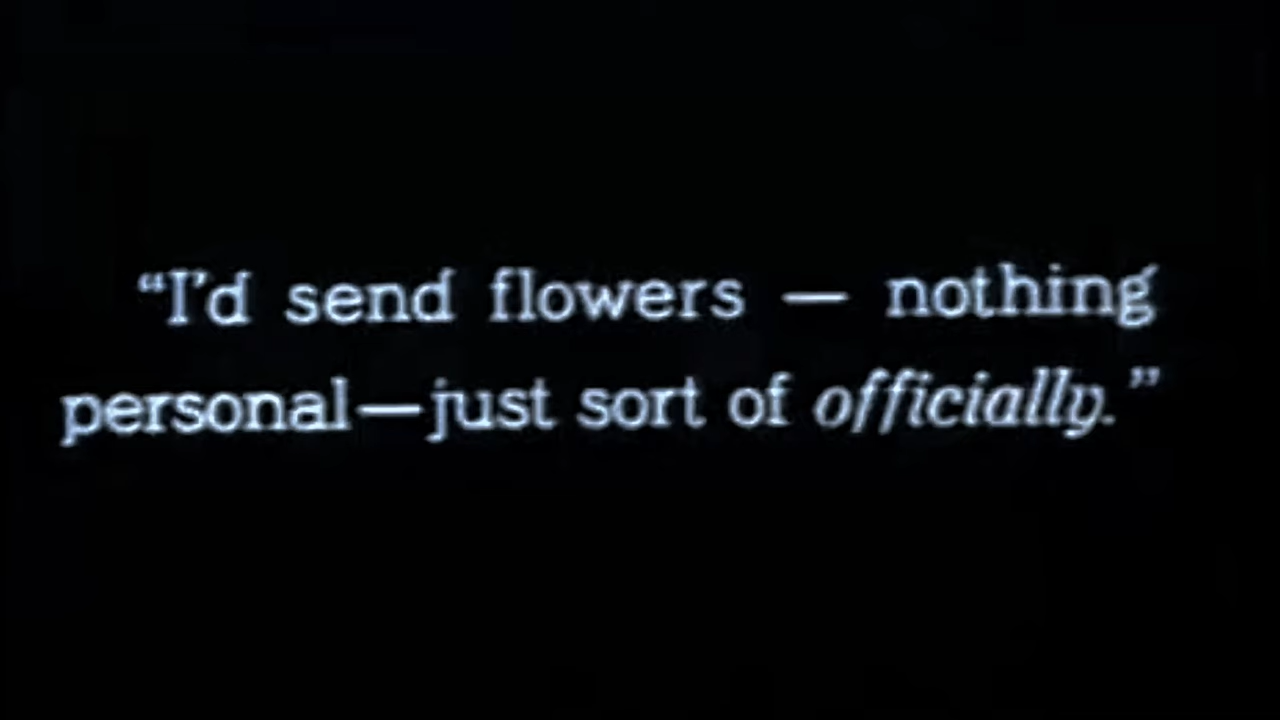 “I’d send flowers — nothing
personal—just sort of officially.”